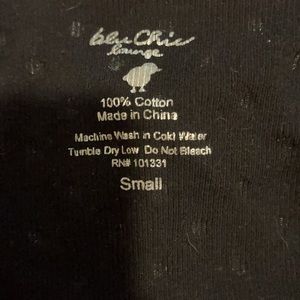 blu Chic
lounge
100% Cotton
Made in China
Machine Wash in Cold Water
Tumble Dry Low Do Not Bleach
RN# 101331
Small